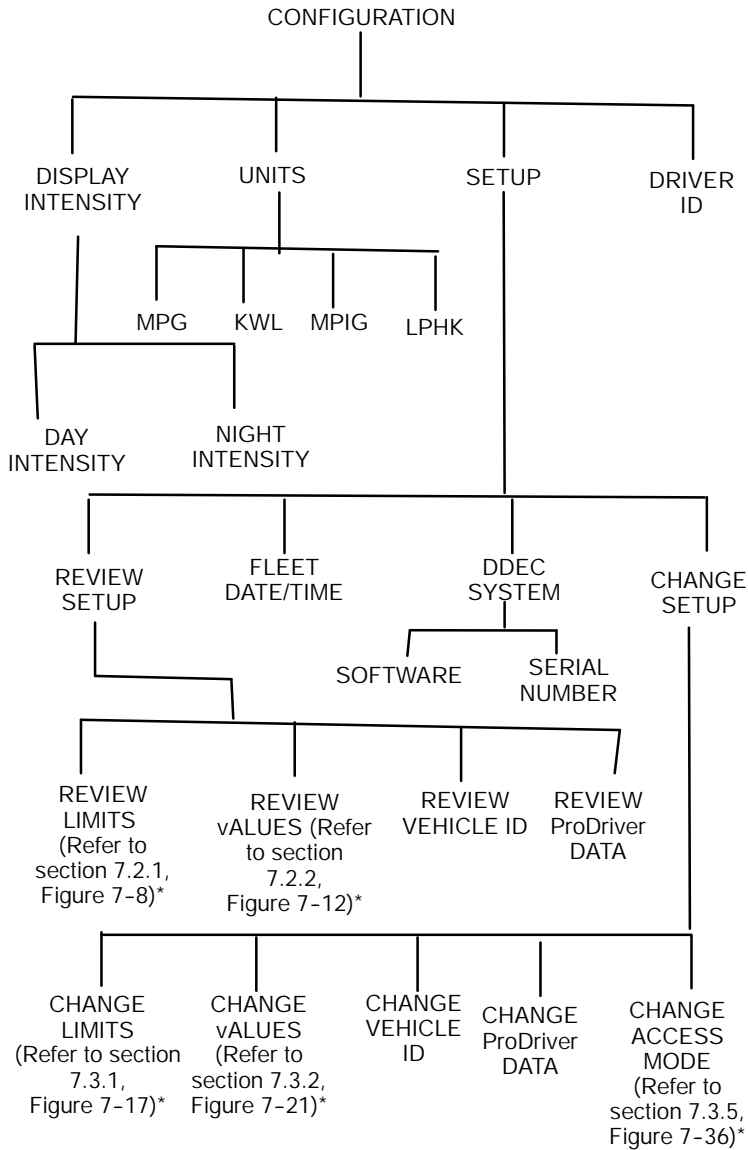 CONFIGURATION
DISPLAY
INTENSITY
UNITS
SETUP
DRIVER
ID
MPG
KWL
MPIG
LPHK
DAY
INTENSITY
NIGHT
INTENSITY
REVIEW
SETUP
FLEET
DATE/TIME
DDEC
SYSTEM
CHANGE
SETUP
SOFTWARE
SERIAL
NUMBER
REVIEW
LIMITS
(Refer to
section 7.2.1,
Figure 7-8)*
REVIEW
vALUES (Refer
to section
7.2.2,
Figure 7-12)*
REVIEW
VEHICLE ID
REVIEW
ProDriver
DATA
CHANGE
LIMITS
(Refer to section
7.3.1,
Figure 7-17)*
CHANGE
vALUES
(Refer to
section 7.3.2,
Figure 7-21)*
CHANGE
VEHICLE
ID
CHANGE
ProDriver
DATA
CHANGE
ACCESS
MODE
(Refer to
section 7.3.5,
Figure 7-36)*